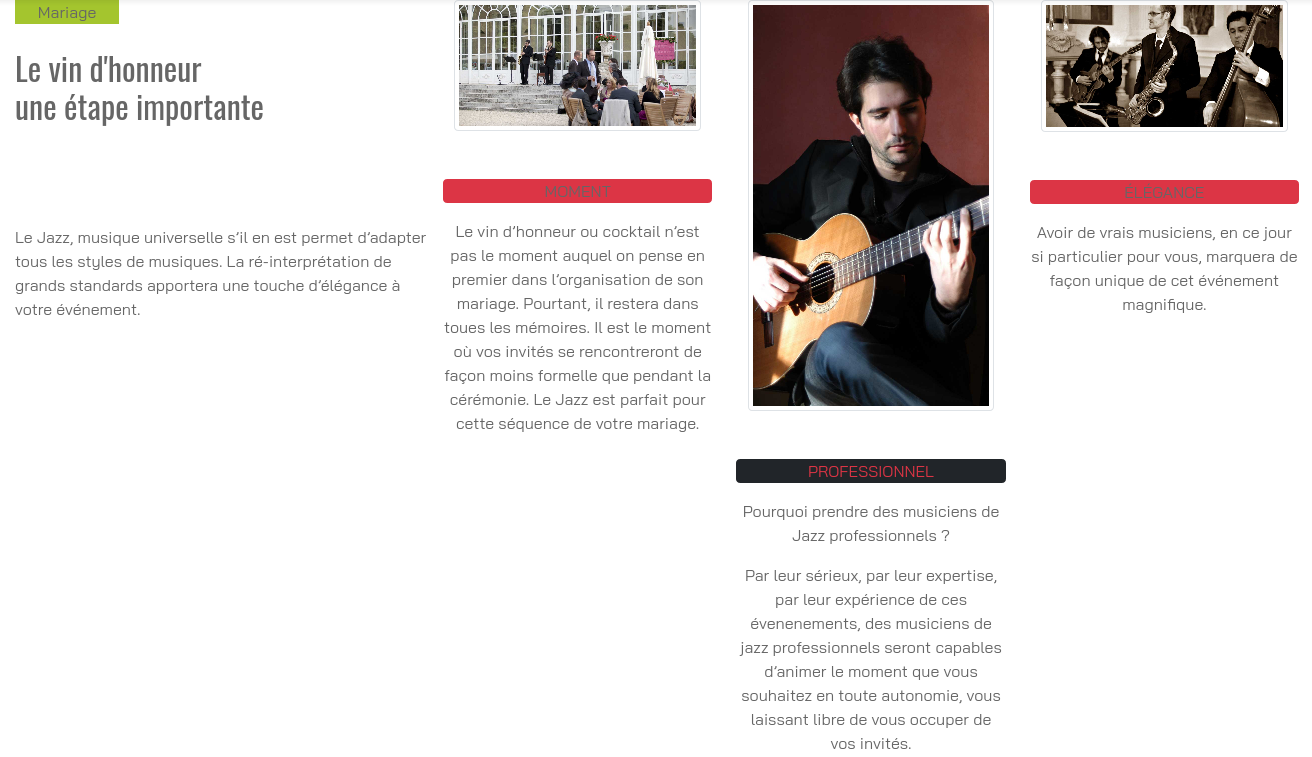 Mariage
Le vin d'honneur
une étape importante
Le Jazz, musique universelle s’il en est permet d’adapter
tous les styles de musiques. La ré-interprétation de
grands standards apportera une touche d’élégance à
votre événement.
MOMENT
Le vin d’honneur ou cocktail n’est
pas le moment auquel on pense en
premier dans l’organisation de son
mariage. Pourtant, il restera dans
toues les mémoires. Il est le moment
où vos invités se rencontreront de
façon moins formelle que pendant la
cérémonie. Le Jazz est parfait pour
cette séquence de votre mariage.
PROFESSIONNEL
Pourquoi prendre des musiciens de
Jazz professionnels ?
Par leur sérieux, par leur expertise,
par leur expérience de ces
évenenements, des musiciens de
jazz professionnels seront capables
d’animer le moment que vous
souhaitez en toute autonomie, vous
laissant libre de vous occuper de
vos invités.
ÉLÉGANCE
Avoir de vrais musiciens, en ce jour
si particulier pour vous, marquera de
façon unique de cet événement
magnifique.